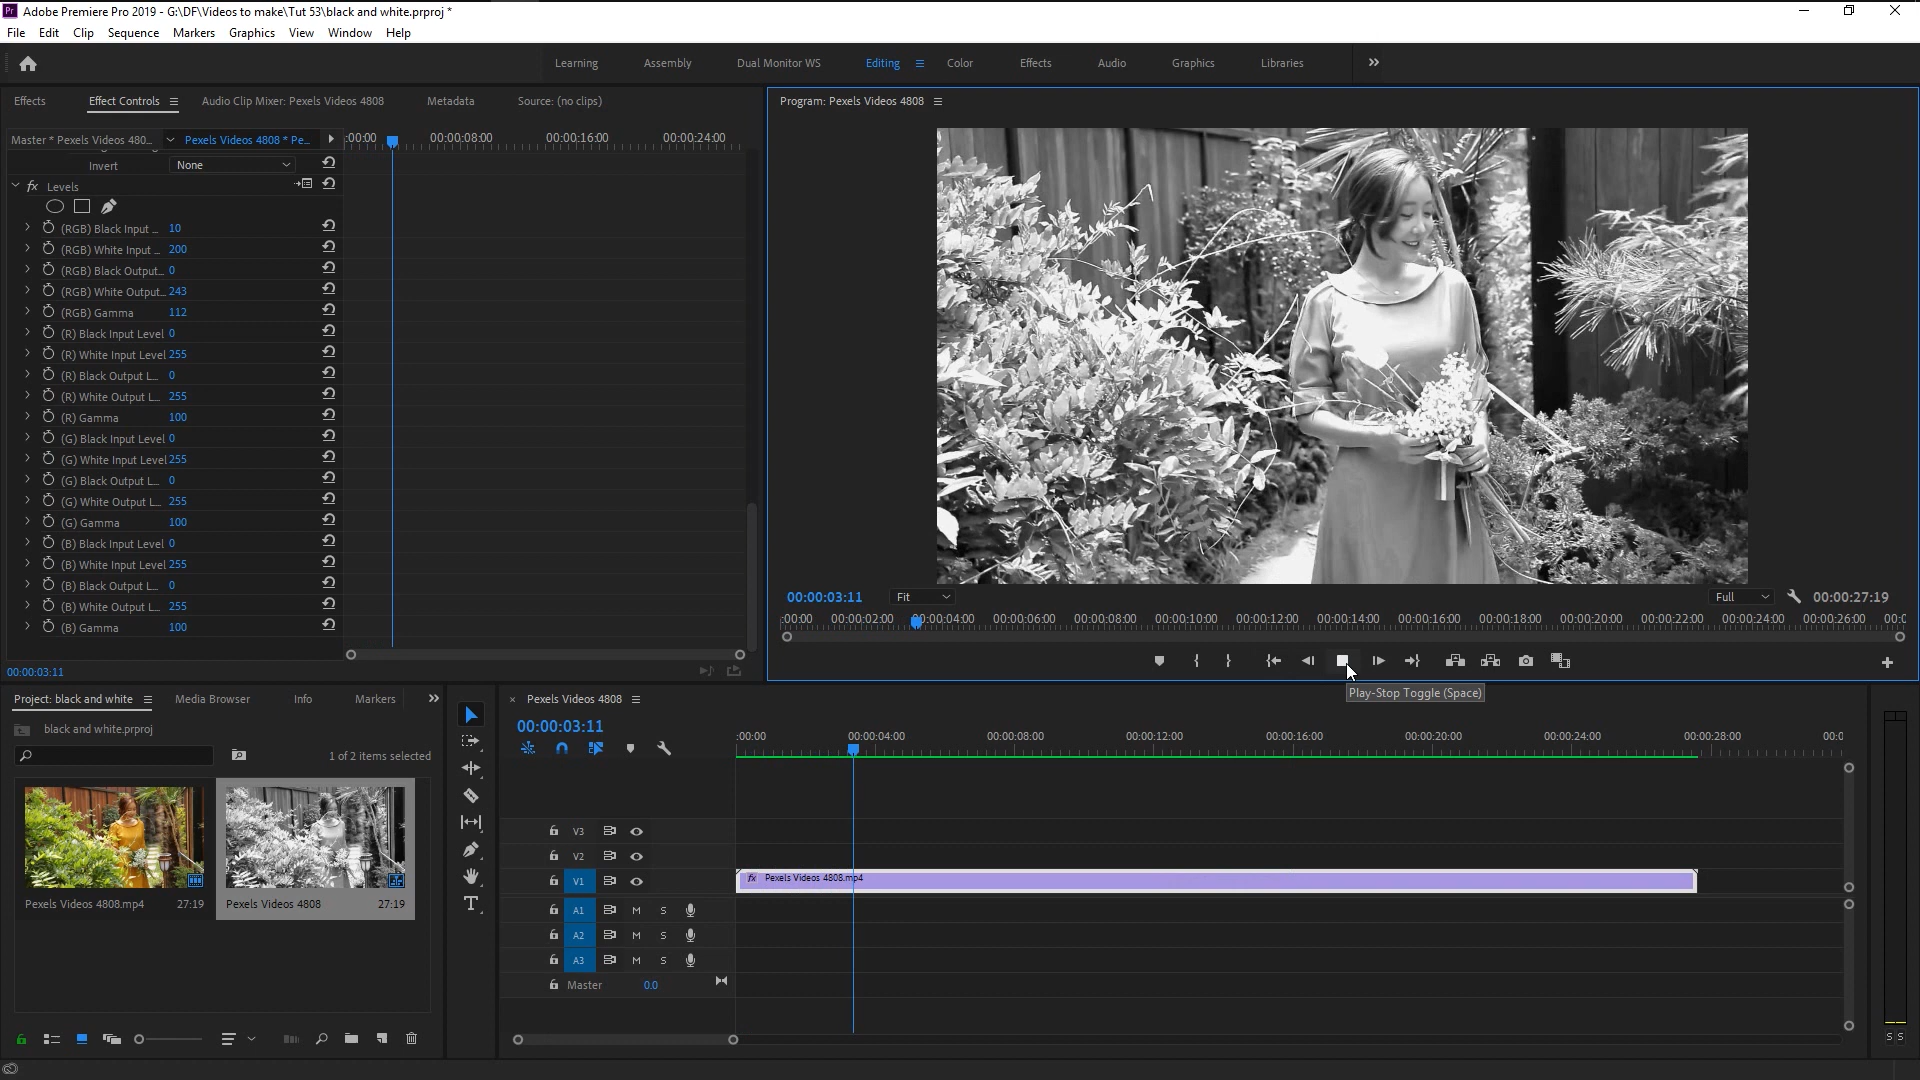 Pr Adobe Premiere Pro 2019 - G:\DF\Videos to make\Tut 53\black and white.prproj *
File Edit Clip Sequence Markers Graphics View Window Help
Learning Assembly Dual Monitor WS Editing Color Effects Audio Graphics Libraries
Effects Effect Controls Audio Clip Mixer: Pexels Videos 4808 Metadata Source: (no clips)
Master * Pexels Videos 480... Pexels Videos 4808 * Pe...
:00:00 00:00:08:00 00:00:16:00 00:00:24:00
Invert None
fx Levels
(RGB) Black Input ... 10
(RGB) White Input ... 200
(RGB) Black Output... 0
(RGB) White Output... 243
(RGB) Gamma 112
(R) Black Input Level 0
(R) White Input Level 255
(R) Black Output L... 0
(R) White Output L... 255
(R) Gamma 100
(G) Black Input Level 0
(G) White Input Level 255
(G) Black Output L... 0
(G) White Output L... 255
(G) Gamma 100
(B) Black Input Level 0
(B) White Input Level 255
(B) Black Output L... 0
(B) White Output L... 255
(B) Gamma 100
00:00:03:11
Program: Pexels Videos 4808
00:00:03:11 Fit Full 00:00:27:19
:00:00 00:00:02:00 00:00:04:00 00:00:06:00 00:00:08:00 00:00:10:00 00:00:12:00 00:00:14:00 00:00:16:00 00:00:18:00 00:00:20:00 00:00:22:00 00:00:24:00 00:00:26:00 00:0
Play-Stop Toggle (Space)
Project: black and white Media Browser Info Markers
black and white.prproj
1 of 2 items selected
Pexels Videos 4808.mp4 27:19
Pexels Videos 4808 27:19
× Pexels Videos 4808
00:00:03:11
:00:00 00:00:04:00 00:00:08:00 00:00:12:00 00:00:16:00 00:00:20:00 00:00:24:00 00:00:28:00 00:0
V3
V2
V1
fx Pexels Videos 4808.mp4
A1 M S
A2 M S
A3 M S
Master 0.0
S S